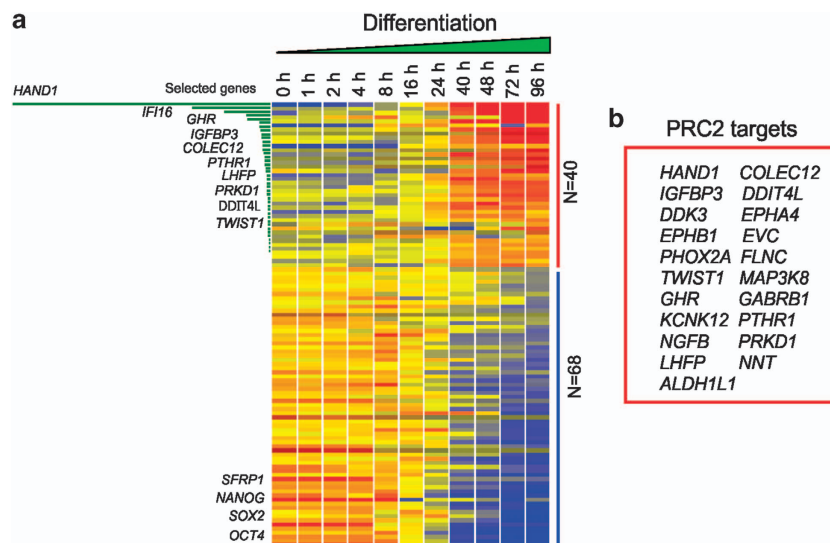 a
Differentiation
HAND1
Selected genes
0 h 1 h 2 h 4 h 8 h 16 h 24 h 40 h 48 h 72 h 96 h
IFI16
GHR
IGFBP3
COLEC12
PTHR1
LHFP
PRKD1
DDIT4L
TWIST1
N=40
N=68
SFRP1
NANOG
SOX2
OCT4
b
PRC2 targets
HAND1 COLEC12
IGFBP3 DDIT4L
DDK3 EPHA4
EPHB1 EVC
PHOX2A FLNC
TWIST1 MAP3K8
GHR GABRB1
KCNK12 PTHR1
NGFB PRKD1
LHFP NNT
ALDH1L1